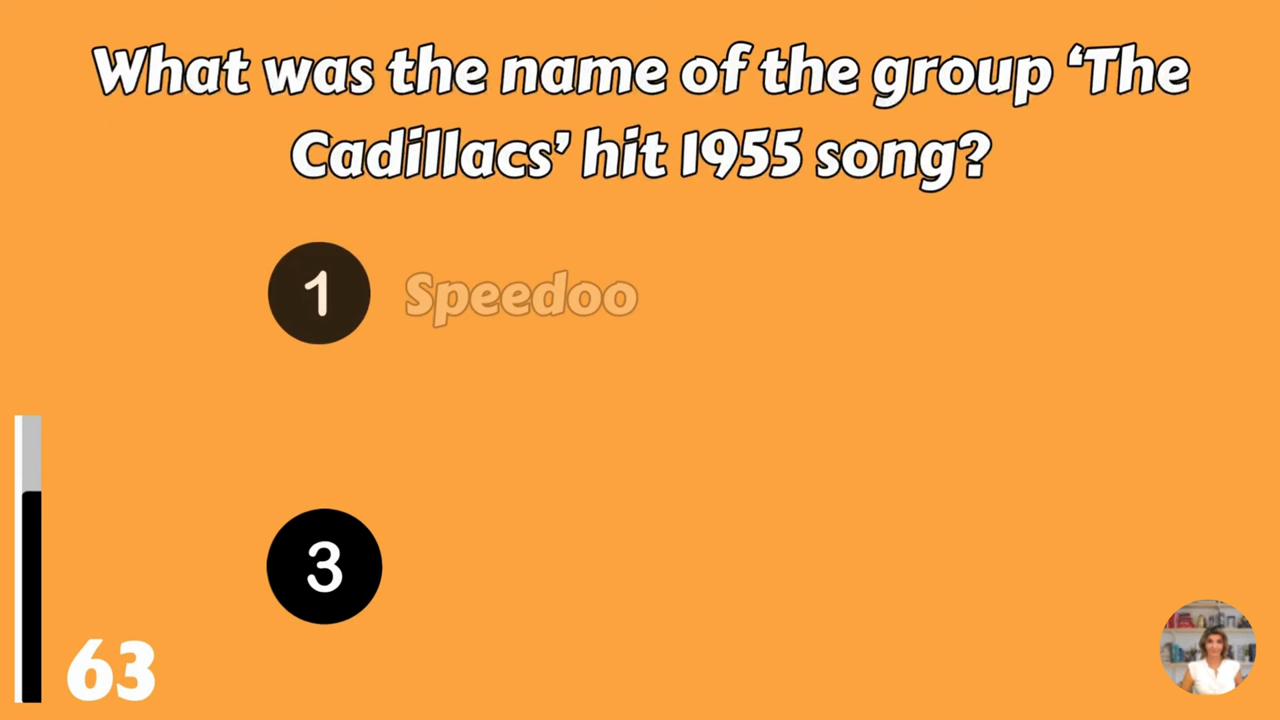 What was the name of the group ‘The
Cadillacs’ hit 1955 song?
1 Speedoo
3
63